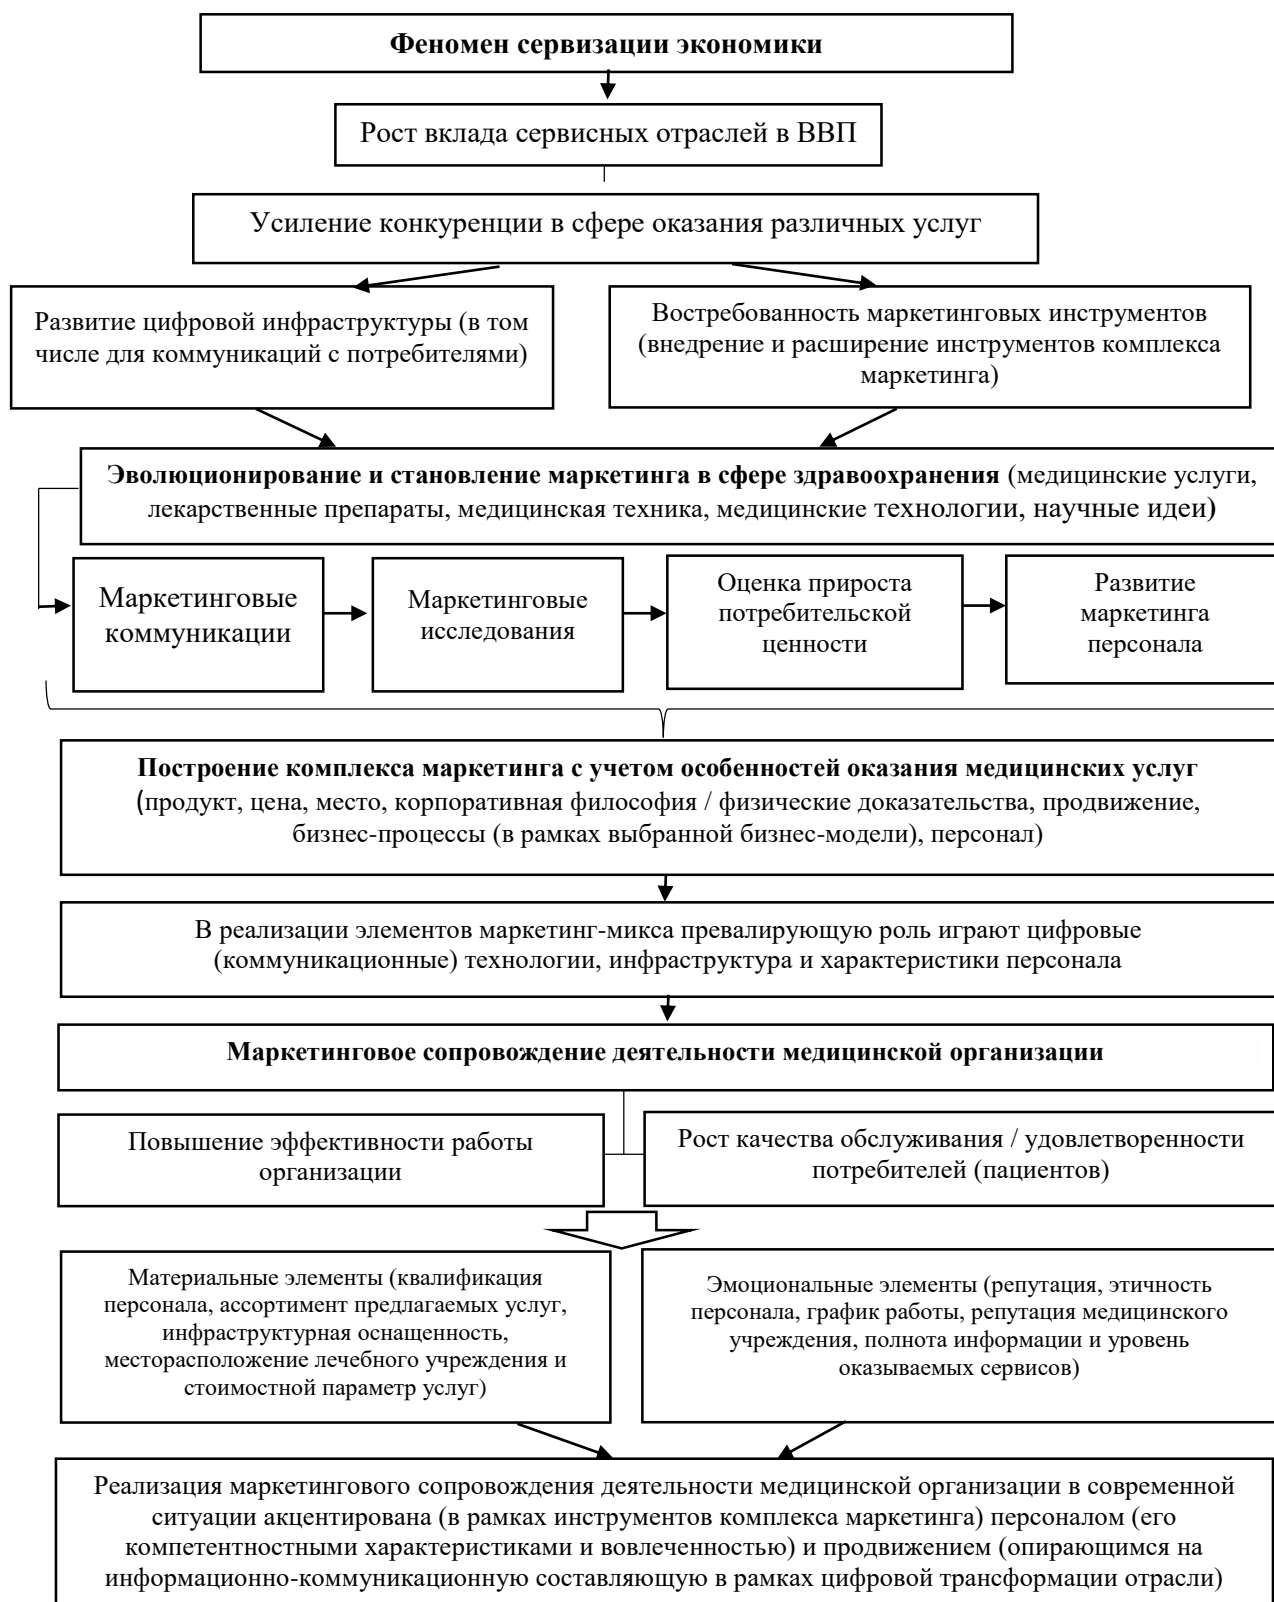 Феномен сервизации экономики
Рост вклада сервисных отраслей в ВВП
Усиление конкуренции в сфере оказания различных услуг
Развитие цифровой инфраструктуры (в том
числе для коммуникаций с потребителями)
Востребованность маркетинговых инструментов
(внедрение и расширение инструментов комплекса
маркетинга)
Эволюционирование и становление маркетинга в сфере здравоохранения (медицинские услуги,
лекарственные препараты, медицинская техника, медицинские технологии, научные идеи)
Маркетинговые
коммуникации
Маркетинговые
исследования
Оценка прироста
потребительской
ценности
Развитие
маркетинга
персонала
Построение комплекса маркетинга с учетом особенностей оказания медицинских услуг
(продукт, цена, место, корпоративная философия / физические доказательства, продвижение,
бизнес-процессы (в рамках выбранной бизнес-модели), персонал)
В реализации элементов маркетинг-микса превалирующую роль играют цифровые
(коммуникационные) технологии, инфраструктура и характеристики персонала
Маркетинговое сопровождение деятельности медицинской организации
Повышение эффективности работы
организации
Рост качества обслуживания / удовлетворенности
потребителей (пациентов)
Материальные элементы (квалификация
персонала, ассортимент предлагаемых услуг,
инфраструктурная оснащенность,
месторасположение лечебного учреждения и
стоимостной параметр услуг)
Эмоциональные элементы (репутация, этичность
персонала, график работы, репутация медицинского
учреждения, полнота информации и уровень
оказываемых сервисов)
Реализация маркетингового сопровождения деятельности медицинской организации в современной
ситуации акцентирована (в рамках инструментов комплекса маркетинга) персоналом (его
компетентностными характеристиками и вовлеченностью) и продвижением (опирающимся на
информационно-коммуникационную составляющую в рамках цифровой трансформации отрасли)